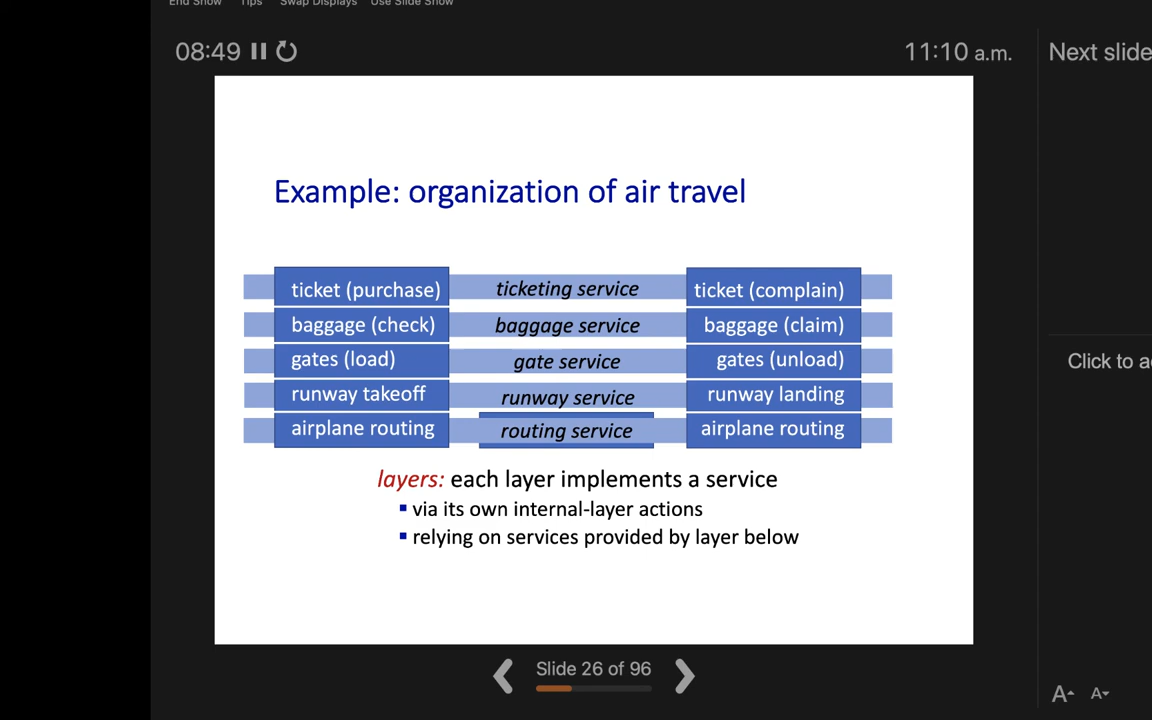 End Show Tips Swap Displays Use Slide Show
08:49
11:10 a.m.
Next slide
Example: organization of air travel
ticket (purchase) ticketing service ticket (complain)
baggage (check) baggage service baggage (claim)
gates (load) gate service gates (unload)
runway takeoff runway service runway landing
airplane routing routing service airplane routing
layers: each layer implements a service
▪ via its own internal-layer actions
▪ relying on services provided by layer below
Click to a
Slide 26 of 96
A A